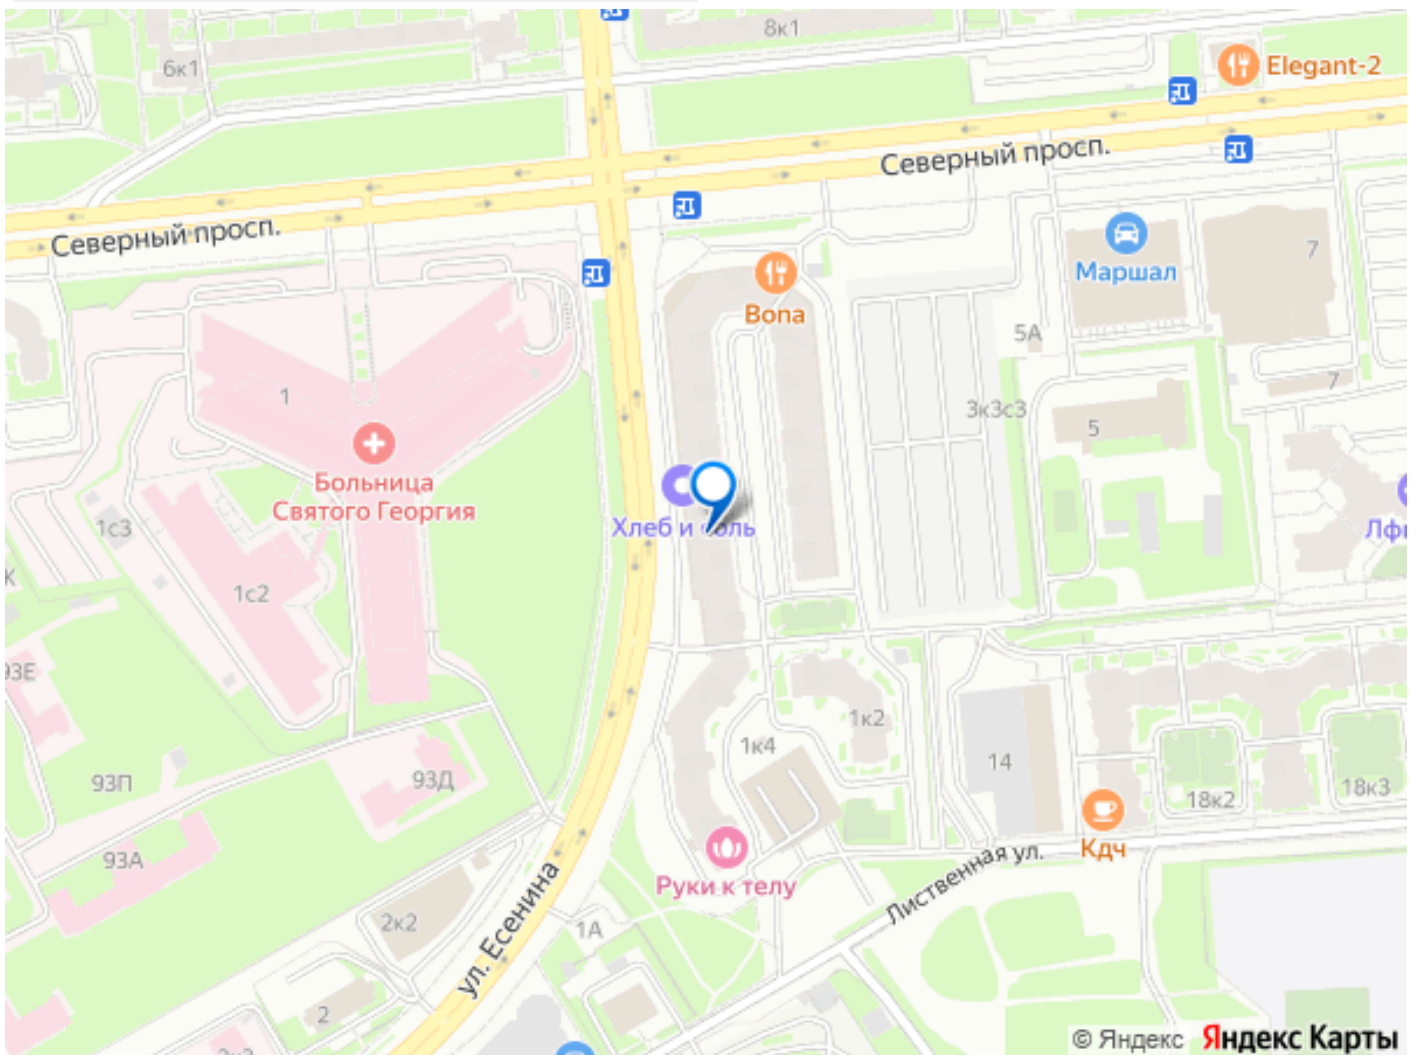 8к1
6к1
Elegant-2
Северный просп.
Северный просп.
Маршал
7
Bona
5А
7
3к3с3
1
5
Больница
Святого Георгия
Хлеб и соль
1с3
1с2
93Е
1к2
1к4
14
93П
93Д
18к2
18к3
Кдч
93А
Руки к телу
Лиственная ул.
ул. Есенина
2к2
1А
2
© Яндекс Яндекс Карты